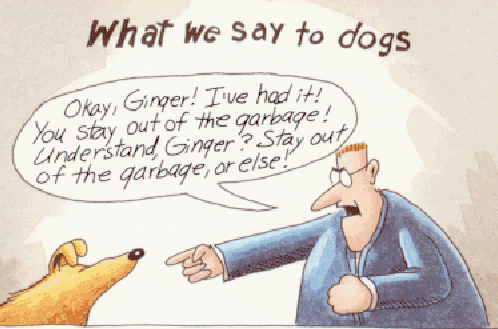 What we say to dogs
Okay, Ginger! I've had it!
You stay out of the garbage!
Understand, Ginger? Stay out
of the garbage, or else!